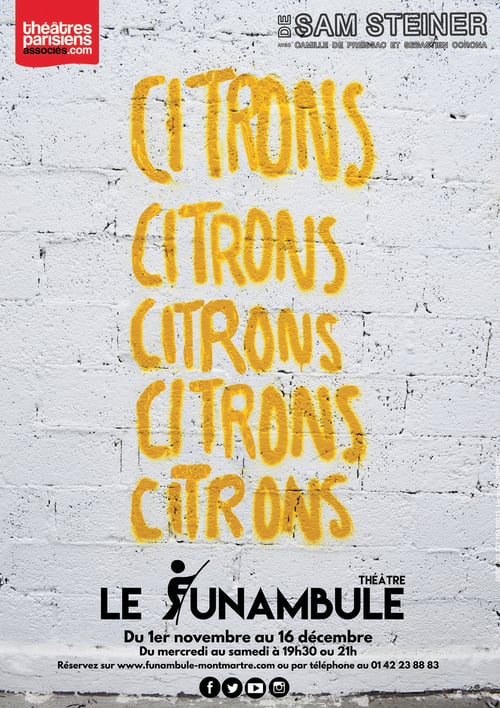 théâtres
parisiens
associés.com
DE SAM STEINER
AVEC CAMILLE DE PRESSAC ET SEBASTIEN CORONA
CITRONS
CITRONS
CITRONS
CITRONS
CITRONS
THÉÂTRE
LE FUNAMBULE
Du 1er novembre au 16 décembre
Du mercredi au samedi à 19h30 ou 21h
Réservez sur www.funambule-montmartre.com ou par téléphone au 01 42 23 88 83